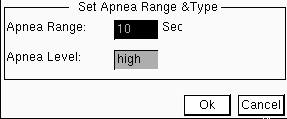 Set Apnea Range &Type
Apnea Range: 10 Sec
Apnea Level: high
Ok Cancel